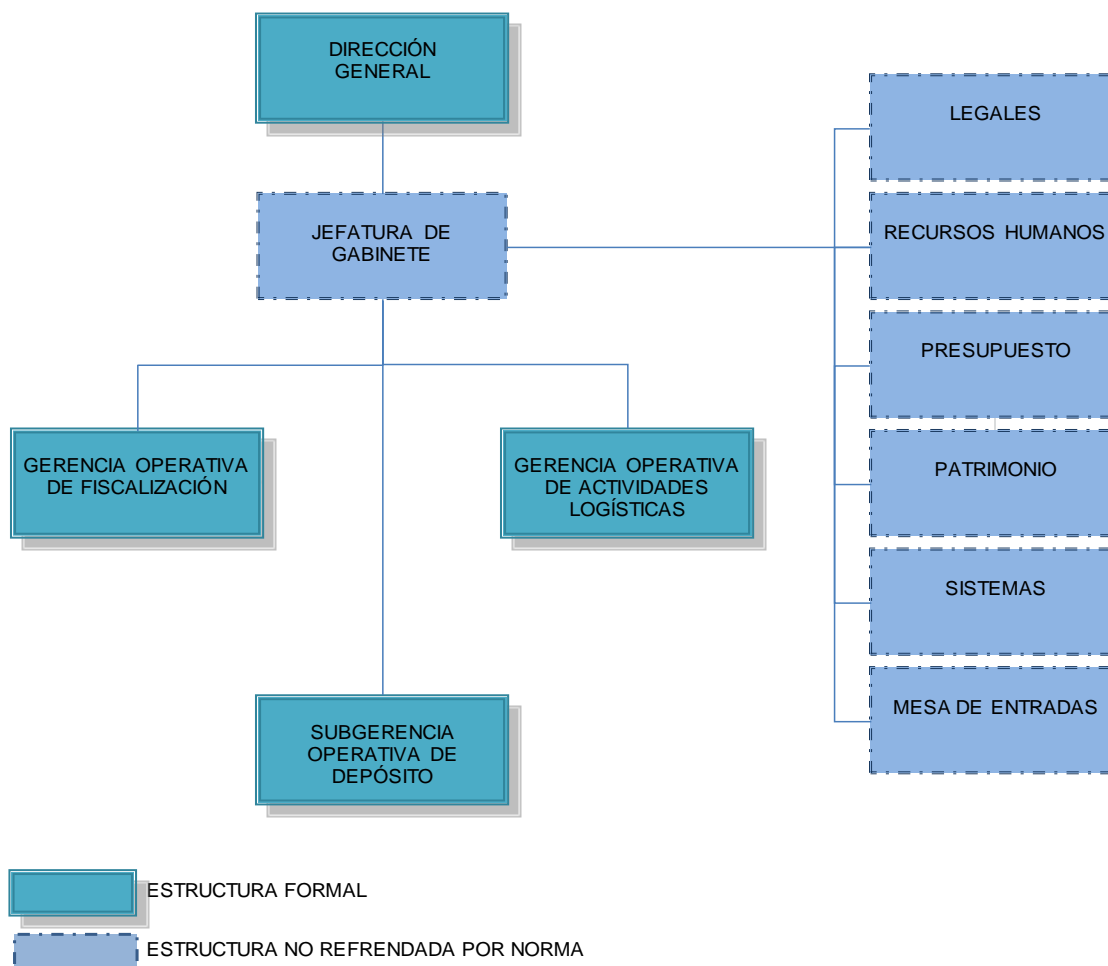 DIRECCIÓN
GENERAL
JEFATURA DE
GABINETE
LEGALES
RECURSOS HUMANOS
PRESUPUESTO
PATRIMONIO
SISTEMAS
MESA DE ENTRADAS
GERENCIA OPERATIVA
DE FISCALIZACIÓN
GERENCIA OPERATIVA
DE ACTIVIDADES
LOGÍSTICAS
SUBGERENCIA
OPERATIVA DE
DEPÓSITO
ESTRUCTURA FORMAL
ESTRUCTURA NO REFRENDADA POR NORMA